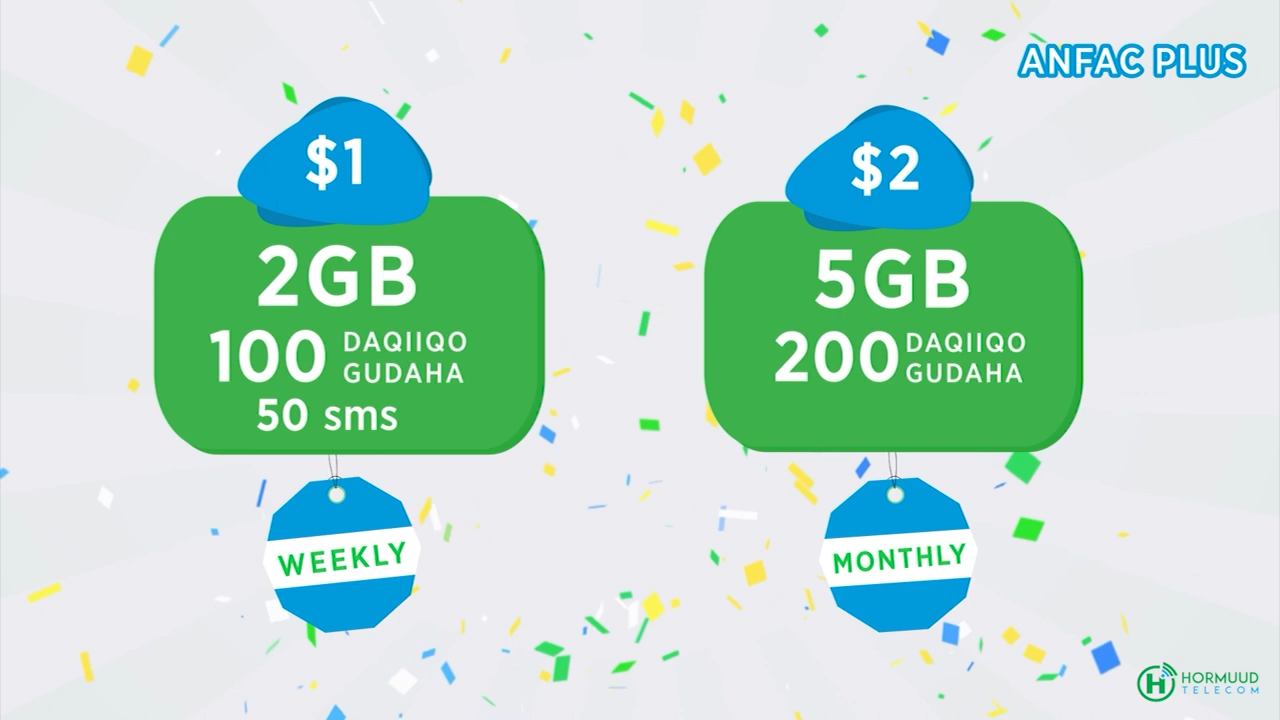 ANFAC PLUS
$1
2GB
100 DAQIIQO
GUDAHA
50 sms
WEEKLY
$2
5GB
200 DAQIIQO
GUDAHA
MONTHLY
HORMUUD
TELECOM